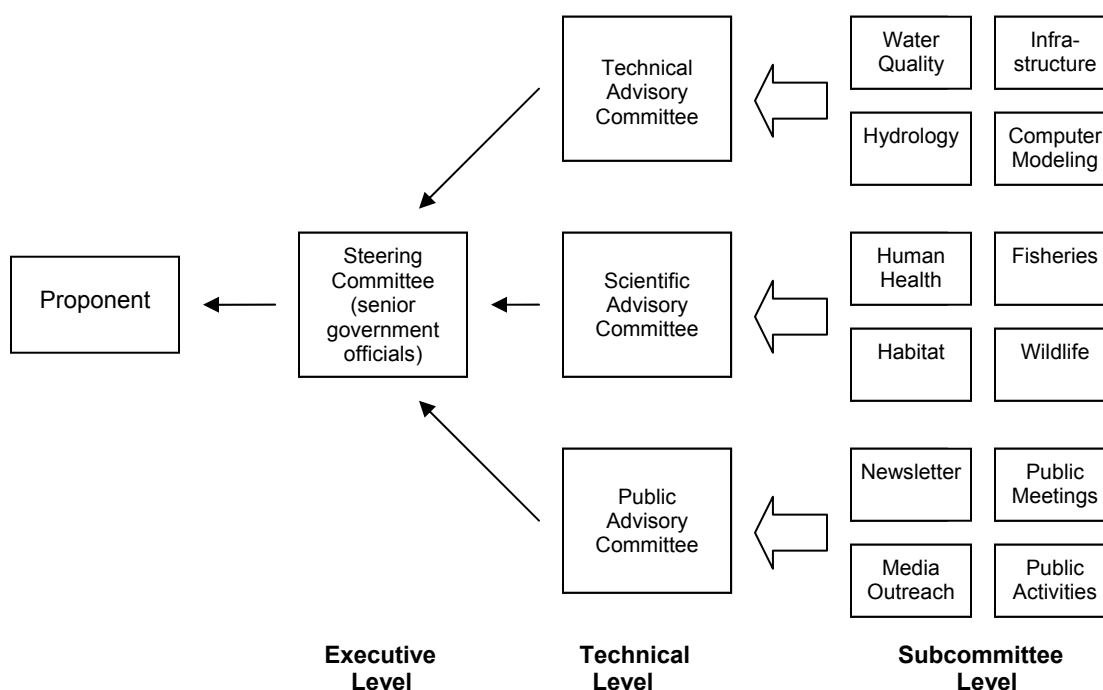 Water
Quality
Infra-
structure
Technical
Advisory
Committee
Hydrology
Computer
Modeling
Proponent
Steering
Committee
(senior
government
officials)
Scientific
Advisory
Committee
Human
Health
Fisheries
Habitat
Wildlife
Public
Advisory
Committee
Newsletter
Public
Meetings
Media
Outreach
Public
Activities
Executive
Level
Technical
Level
Subcommittee
Level